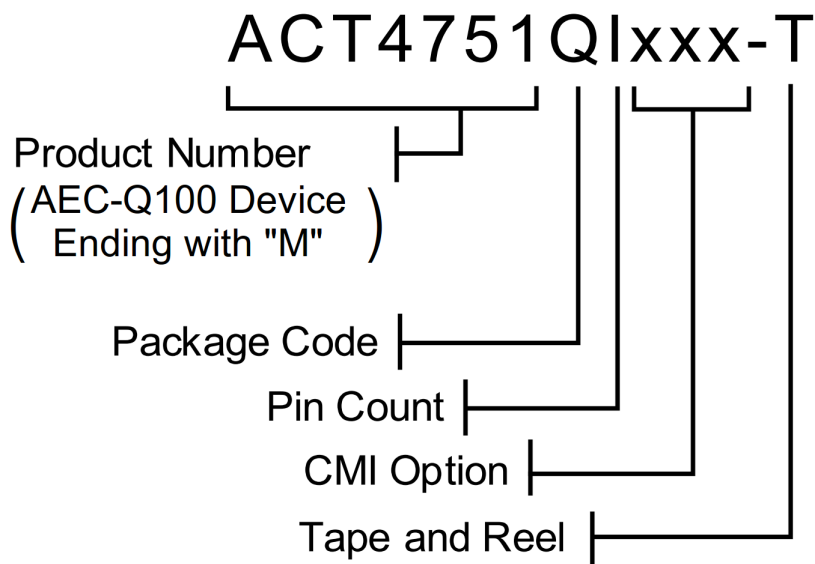 ACT4751QIxxx-T
Product Number
(AEC-Q100 Device
Ending with "M")
Package Code
Pin Count
CMI Option
Tape and Reel